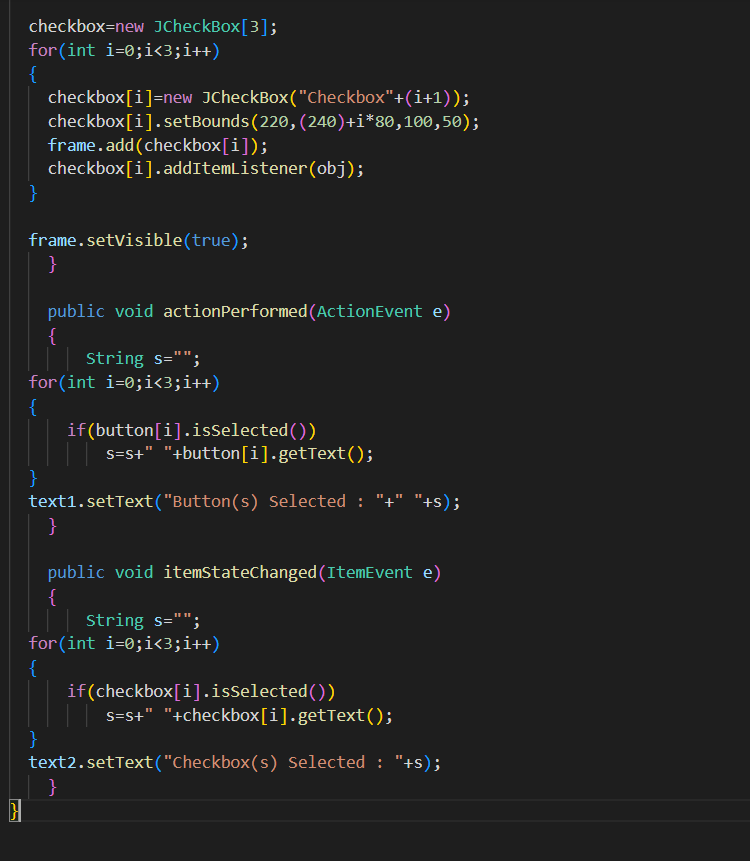 checkbox=new JCheckBox[3];
for(int i=0;i<3;i++)
{
checkbox[i]=new JCheckBox("Checkbox"+(i+1));
checkbox[i].setBounds(220,(240)+i*80,100,50);
frame.add(checkbox[i]);
checkbox[i].addItemListener(obj);
}
frame.setVisible(true);
}
public void actionPerformed(ActionEvent e)
{
String s="";
for(int i=0;i<3;i++)
{
if(button[i].isSelected())
s=s+" "+button[i].getText();
}
text1.setText("Button(s) Selected : "+" "+s);
}
public void itemStateChanged(ItemEvent e)
{
String s="";
for(int i=0;i<3;i++)
{
if(checkbox[i].isSelected())
s=s+" "+checkbox[i].getText();
}
text2.setText("Checkbox(s) Selected : "+s);
}
}